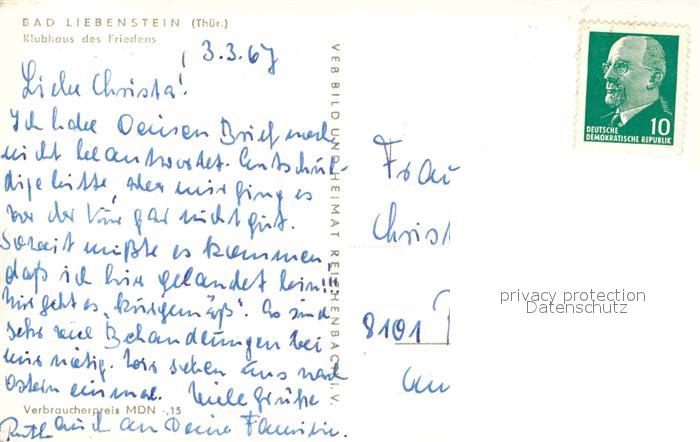 BAD LIEBENSTEIN (Thür.)
Klubhaus des Friedens
3.3.67
Liebe Christa!
Ich habe Deinen Brief noch
nicht beantwortet. Entschul-
dige bitte, aber mir ging es
vor der Kur gar nicht gut.
Soweit mußte es kommen
daß ich hier gelandet bin!!
Mir geht es "kurgemäß". Es sind
sehr viel Behandlungen bei
mir nötig. Wir sehen uns nach
Ostern einmal. Viele Grüße
auch an Deine Familie.
Ruth
Verbraucherpreis MDN -,15
VEB BILD UND HEIMAT REICHENBACH I. V.
DEUTSCHE
DEMOKRATISCHE REPUBLIK
10
Frau
Christ
8101
privacy protection
Datenschutz